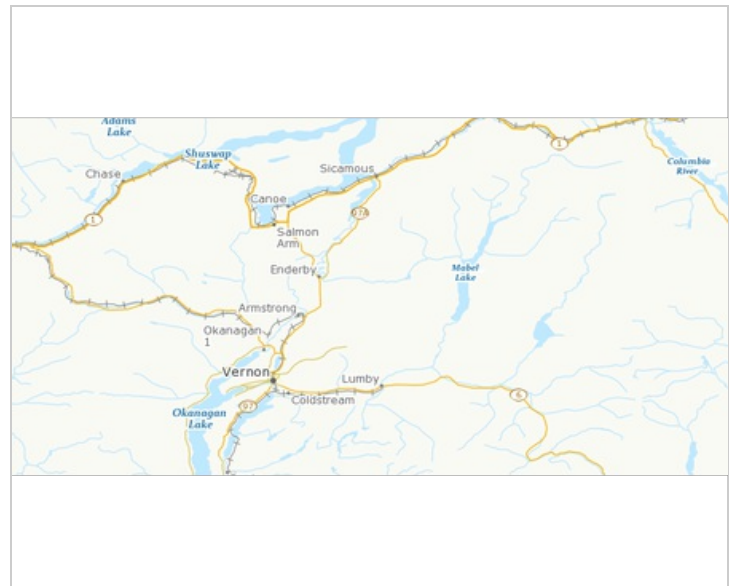 Adams
Lake
Shuswap
Lake
1
Columbia
River
Chase
Sicamous
Canoe
97A
1
Salmon
Arm
Enderby
Mabel
Lake
Armstrong
Okanagan
1
Vernon
Lumby
Coldstream
6
97
Okanagan
Lake